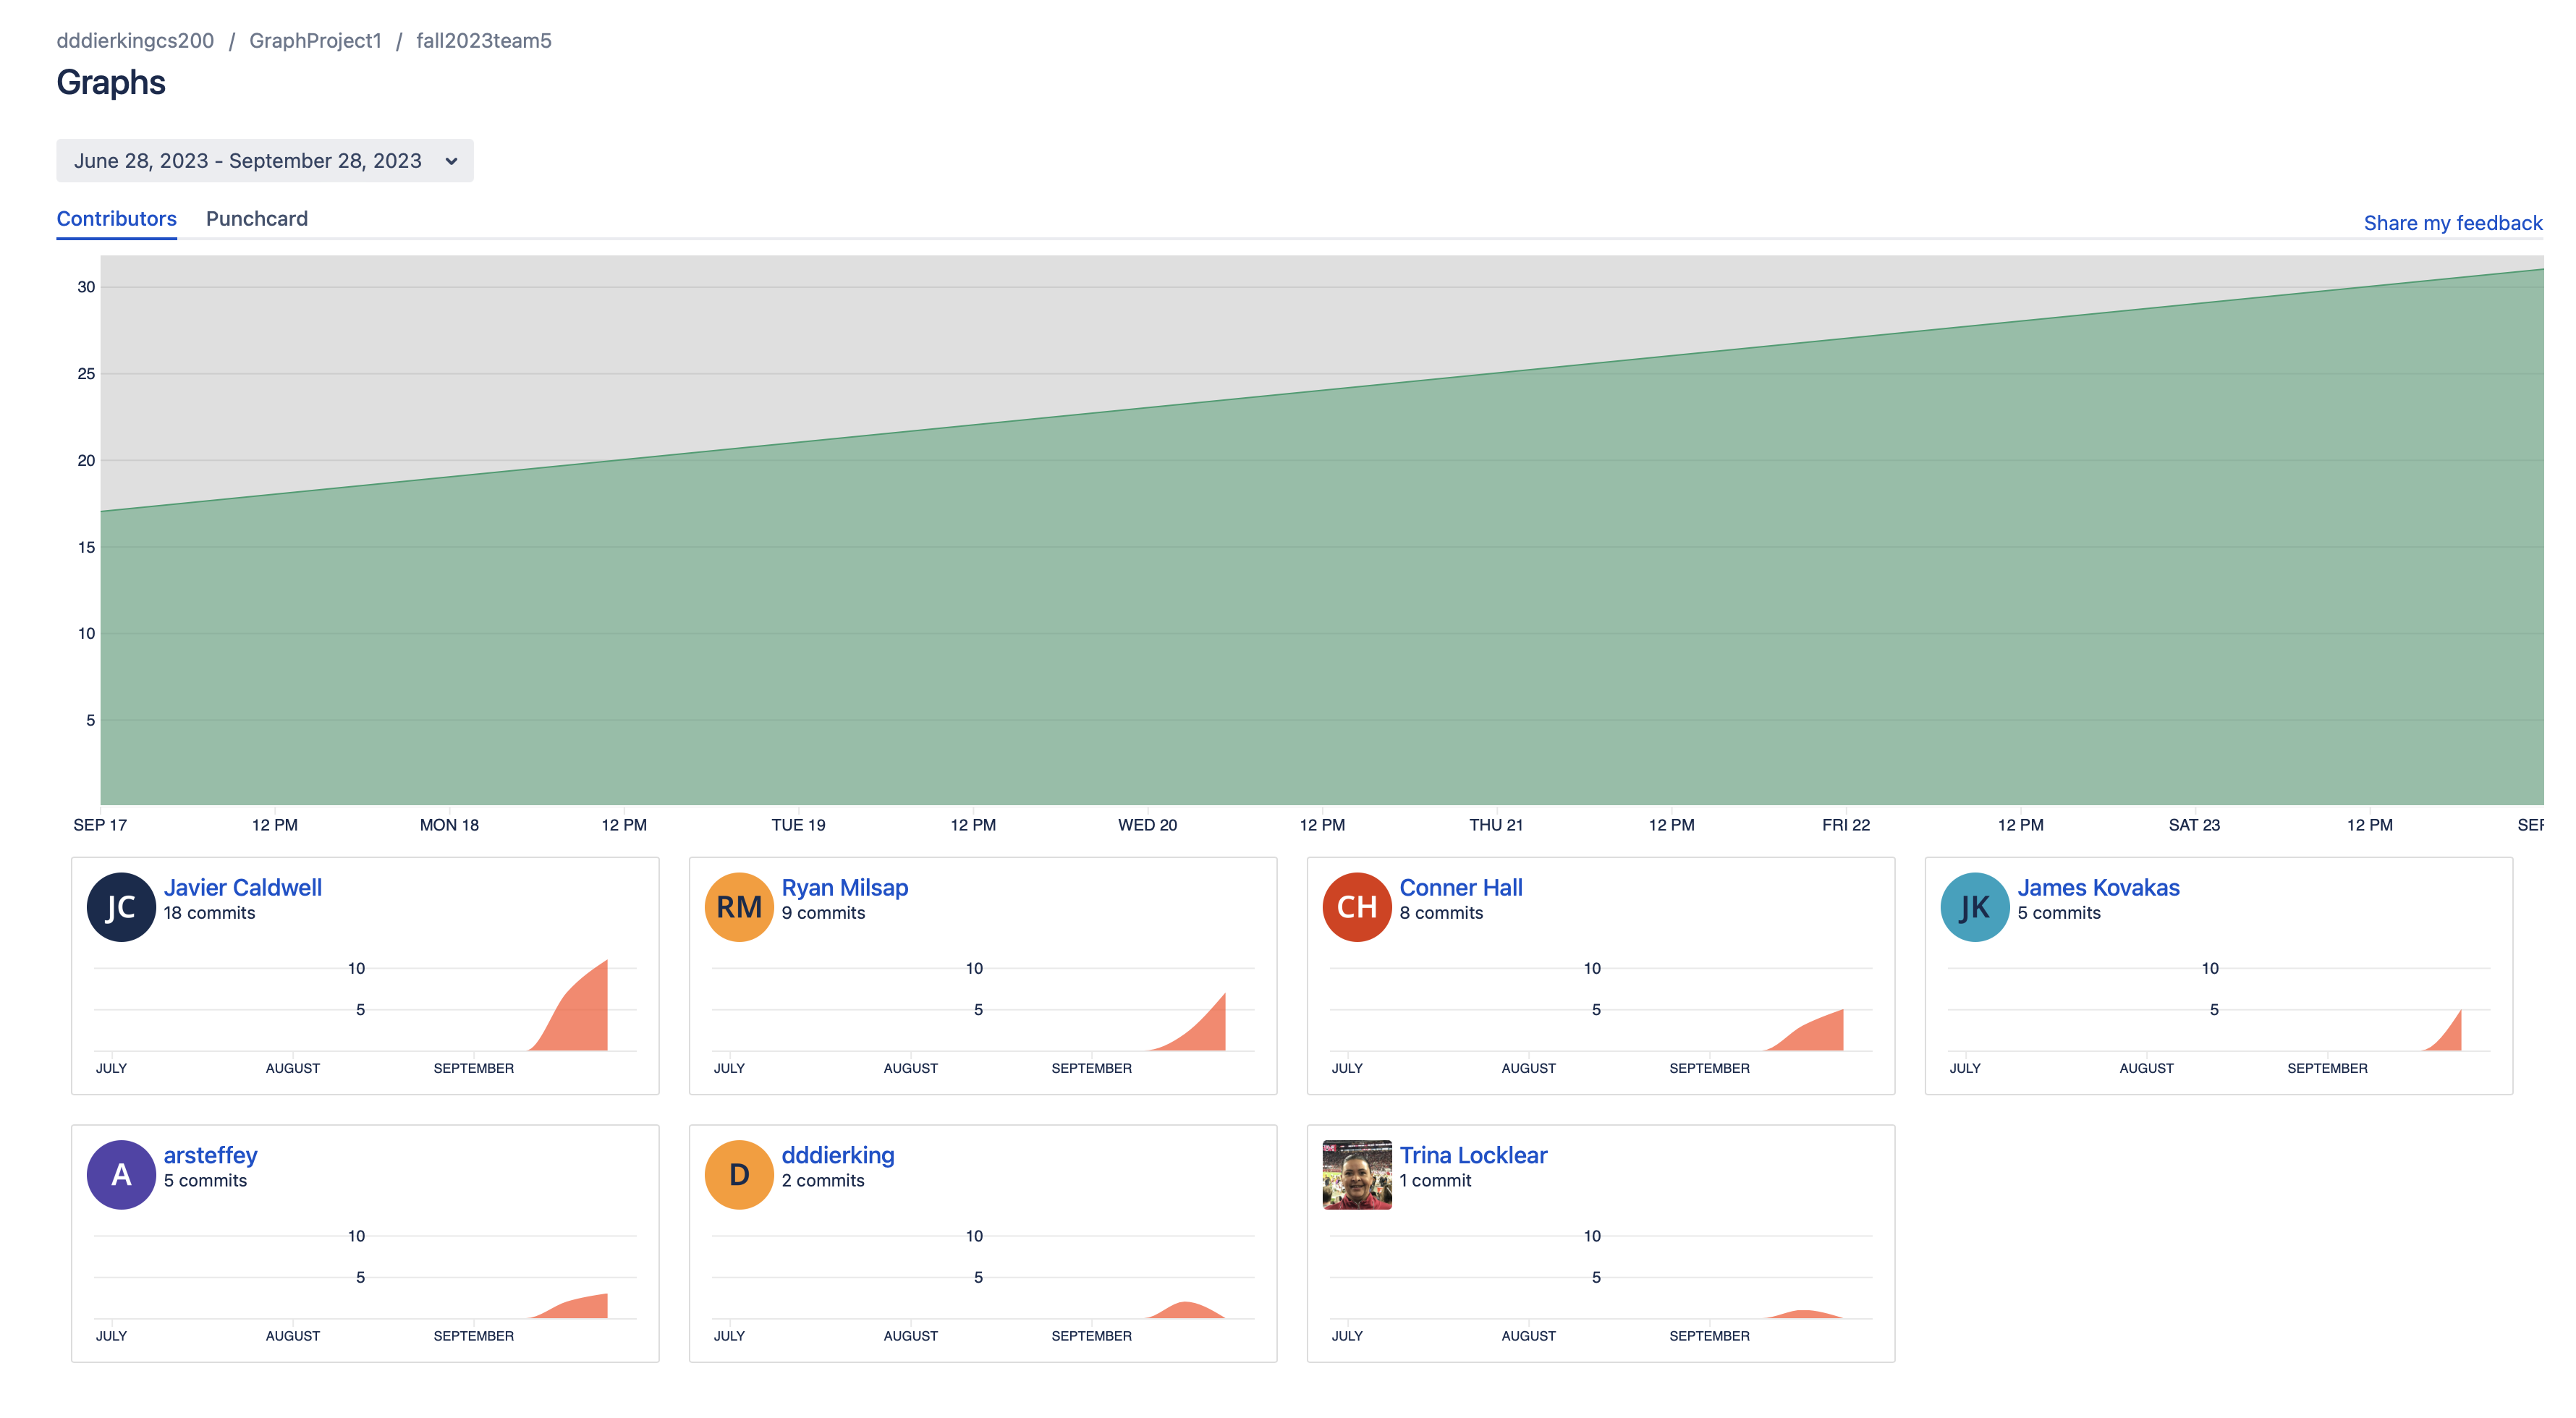 dddierkingcs200 / GraphProject1 / fall2023team5
Graphs
June 28, 2023 - September 28, 2023
Contributors Punchcard Share my feedback
30
25
20
15
10
5
SEP 17 12 PM MON 18 12 PM TUE 19 12 PM WED 20 12 PM THU 21 12 PM FRI 22 12 PM SAT 23 12 PM SEP
JC Javier Caldwell
18 commits
10
5
JULY AUGUST SEPTEMBER
RM Ryan Milsap
9 commits
10
5
JULY AUGUST SEPTEMBER
CH Conner Hall
8 commits
10
5
JULY AUGUST SEPTEMBER
JK James Kovakas
5 commits
10
5
JULY AUGUST SEPTEMBER
A arsteffey
5 commits
10
5
JULY AUGUST SEPTEMBER
D dddierking
2 commits
10
5
JULY AUGUST SEPTEMBER
Trina Locklear
1 commit
10
5
JULY AUGUST SEPTEMBER